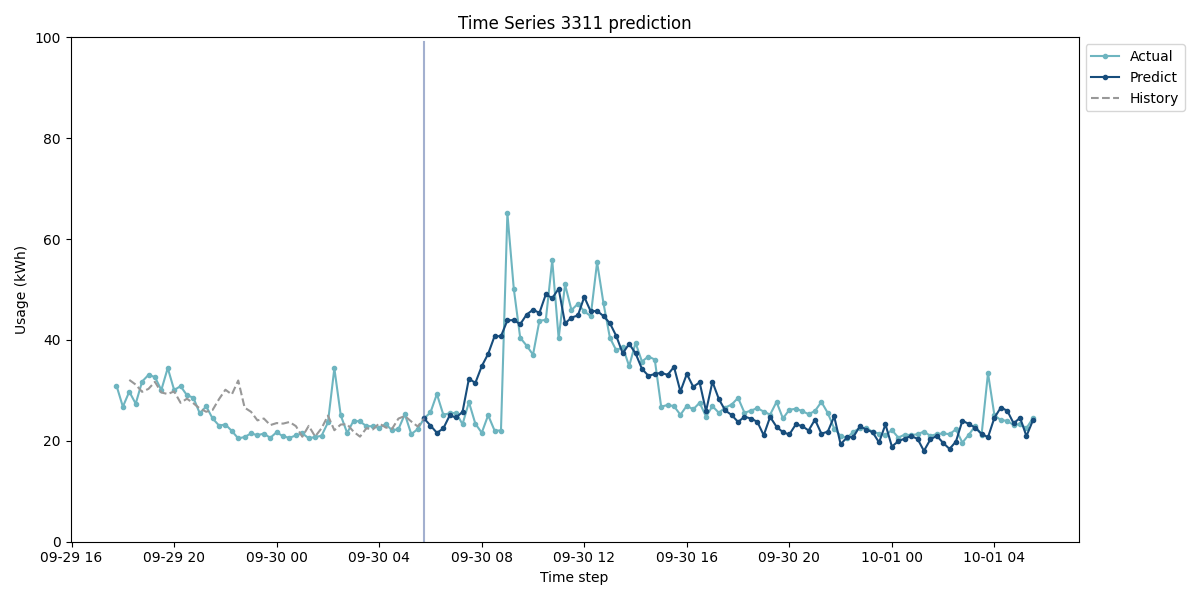 Time Series 3311 prediction
Actual
Predict
History
Usage (kWh)
100
80
60
40
20
0
09-29 16
09-29 20
09-30 00
09-30 04
09-30 08
09-30 12
09-30 16
09-30 20
10-01 00
10-01 04
Time step